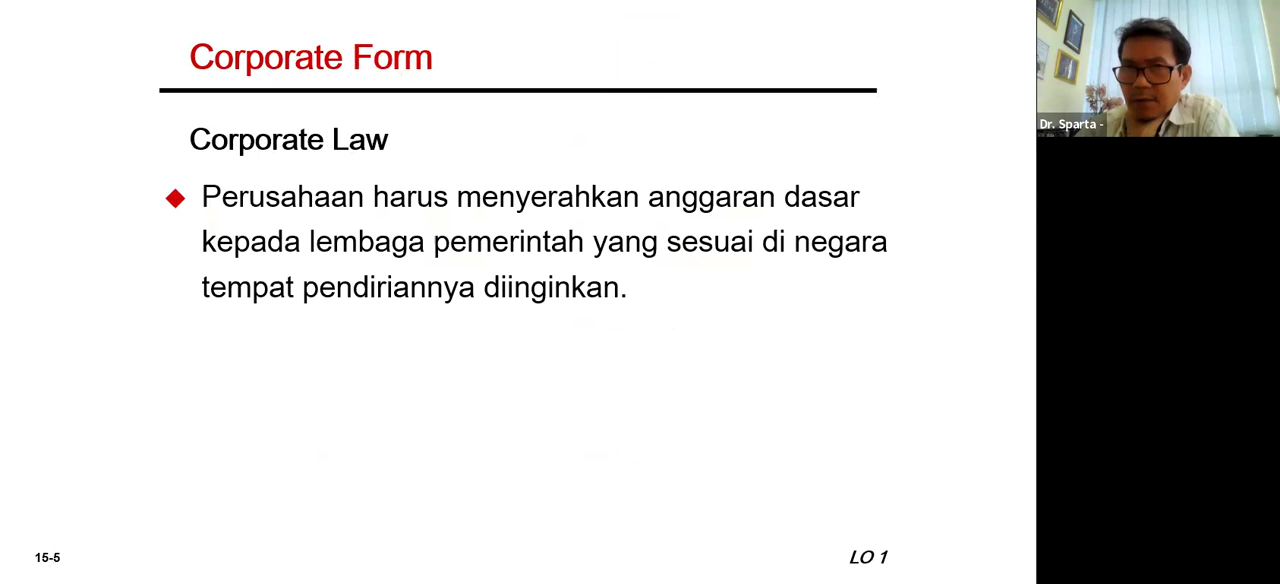 Corporate Form
Corporate Law
Perusahaan harus menyerahkan anggaran dasar
kepada lembaga pemerintah yang sesuai di negara
tempat pendiriannya diinginkan.
15-5
LO 1
Dr. Sparta -